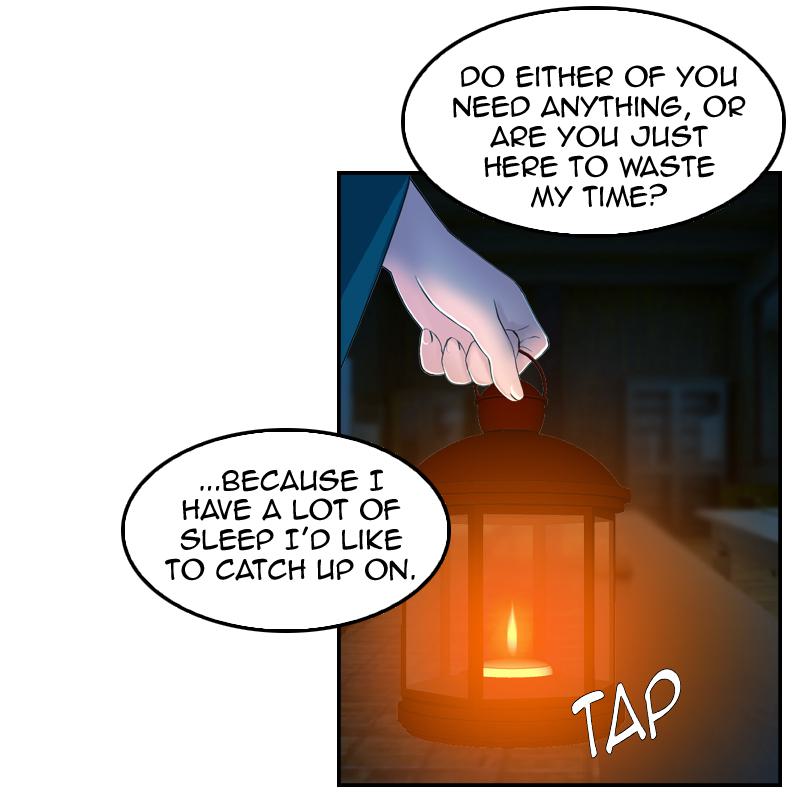 DO EITHER OF YOU
NEED ANYTHING, OR
ARE YOU JUST
HERE TO WASTE
MY TIME?
...BECAUSE I
HAVE A LOT OF
SLEEP I'D LIKE
TO CATCH UP ON.
TAP